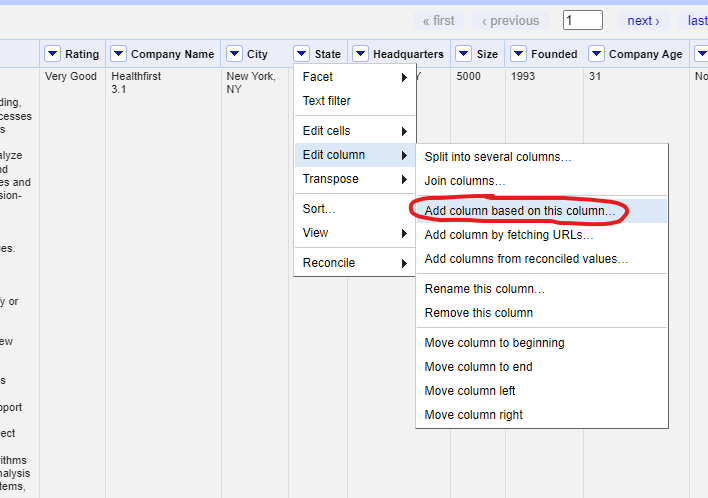 « first ‹ previous 1 next › last
Rating Company Name City State Headquarters Size Founded Company Age
Very Good Healthfirst New York, 5000 1993 31 No
3.1 NY
ding,
cesses
s
alyze
nd
es and
sion-
es.
fy or
ew
s
pport
ect
rithms
nalysis
tems,
Facet
Text filter
Edit cells
Edit column
Transpose
Sort...
View
Reconcile
Split into several columns...
Join columns...
Add column based on this column...
Add column by fetching URLs...
Add columns from reconciled values...
Rename this column...
Remove this column
Move column to beginning
Move column to end
Move column left
Move column right